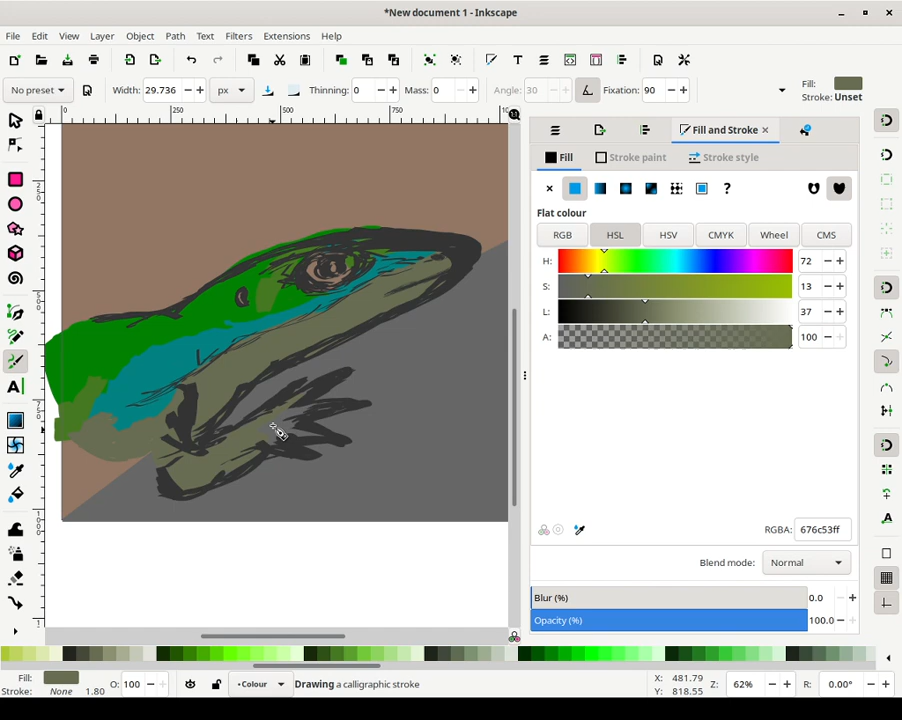 *New document 1 - Inkscape
File Edit View Layer Object Path Text Filters Extensions Help
No preset Width: 29.736 px Thinning: 0 Mass: 0 Angle: 30 Fixation: 90 Fill:
Stroke: Unset
0 250 500 750
Fill and Stroke
Fill Stroke paint Stroke style
Flat colour
RGB HSL HSV CMYK Wheel CMS
H: 72
S: 13
L: 37
A: 100
RGBA: 676c53ff
Blend mode: Normal
Blur (%) 0.0
Opacity (%) 100.0
Fill: O: 100 •Colour Drawing a calligraphic stroke X: 481.79 Z: 62% R: 0.00°
Stroke: None 1.80 Y: 818.55